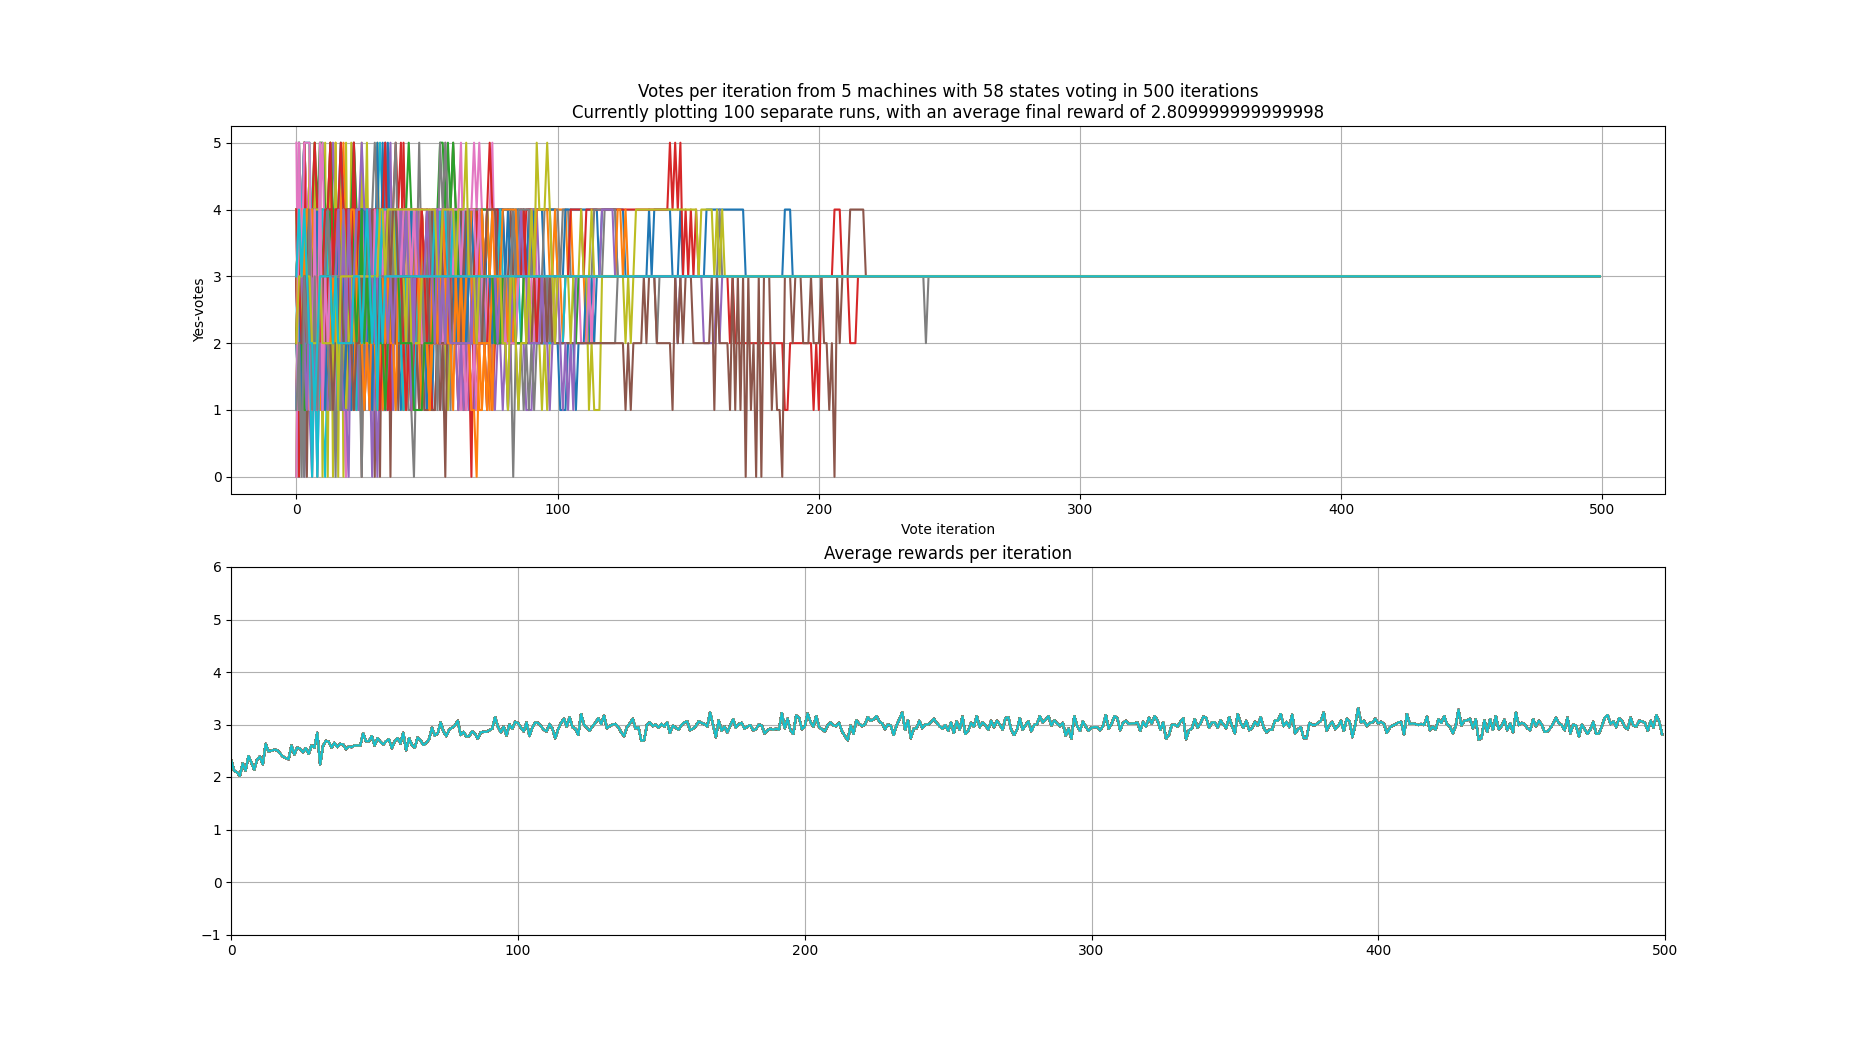 Votes per iteration from 5 machines with 58 states voting in 500 iterations
Currently plotting 100 separate runs, with an average final reward of 2.809999999999998
5
4
3
2
1
0
Yes-votes
0 100 200 300 400 500
Vote iteration
Average rewards per iteration
6
5
4
3
2
1
0
−1
0 100 200 300 400 500